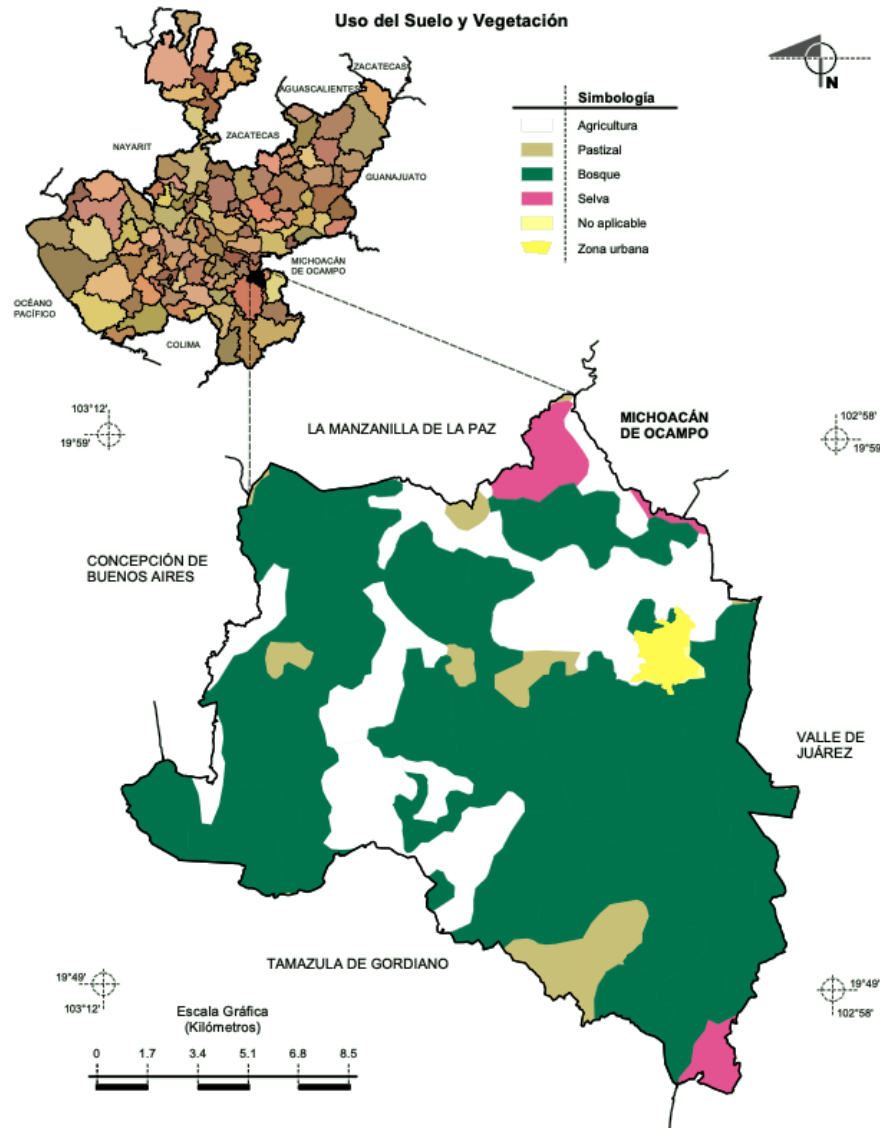 Uso del Suelo y Vegetación
ZACATECAS
AGUASCALIENTES
ZACATECAS
NAYARIT
GUANAJUATO
MICHOACÁN
DE OCAMPO
OCÉANO
PACÍFICO
COLIMA
N
Simbología
Agricultura
Pastizal
Bosque
Selva
No aplicable
Zona urbana
103°12'
19°59'
LA MANZANILLA DE LA PAZ
MICHOACÁN
DE OCAMPO
102°58'
19°59
CONCEPCIÓN DE
BUENOS AIRES
VALLE DE
JUÁREZ
TAMAZULA DE GORDIANO
19°49'
103°12'
19°49'
102°58'
Escala Gráfica
(Kilómetros)
0 1.7 3.4 5.1 6.8 8.5